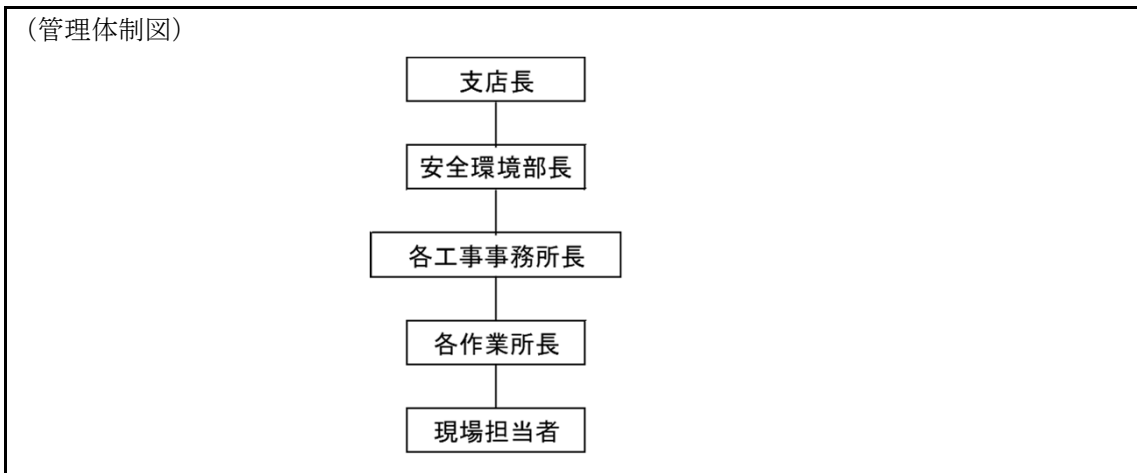 （管理体制図）
支店長
安全環境部長
各工事事務所長
各作業所長
現場担当者